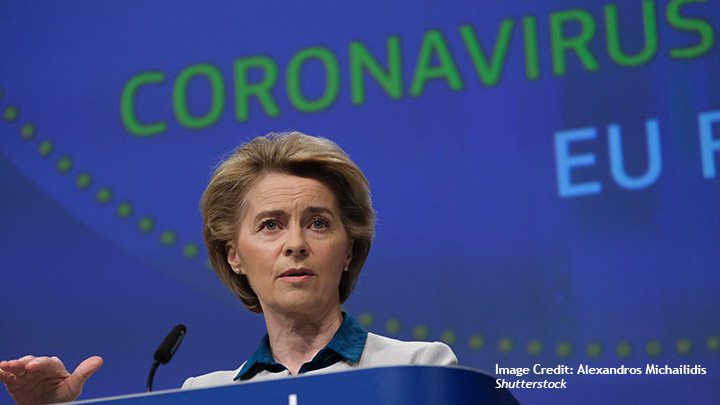 CORONAVIRUS
EU
Image Credit: Alexandros Michailidis
Shutterstock